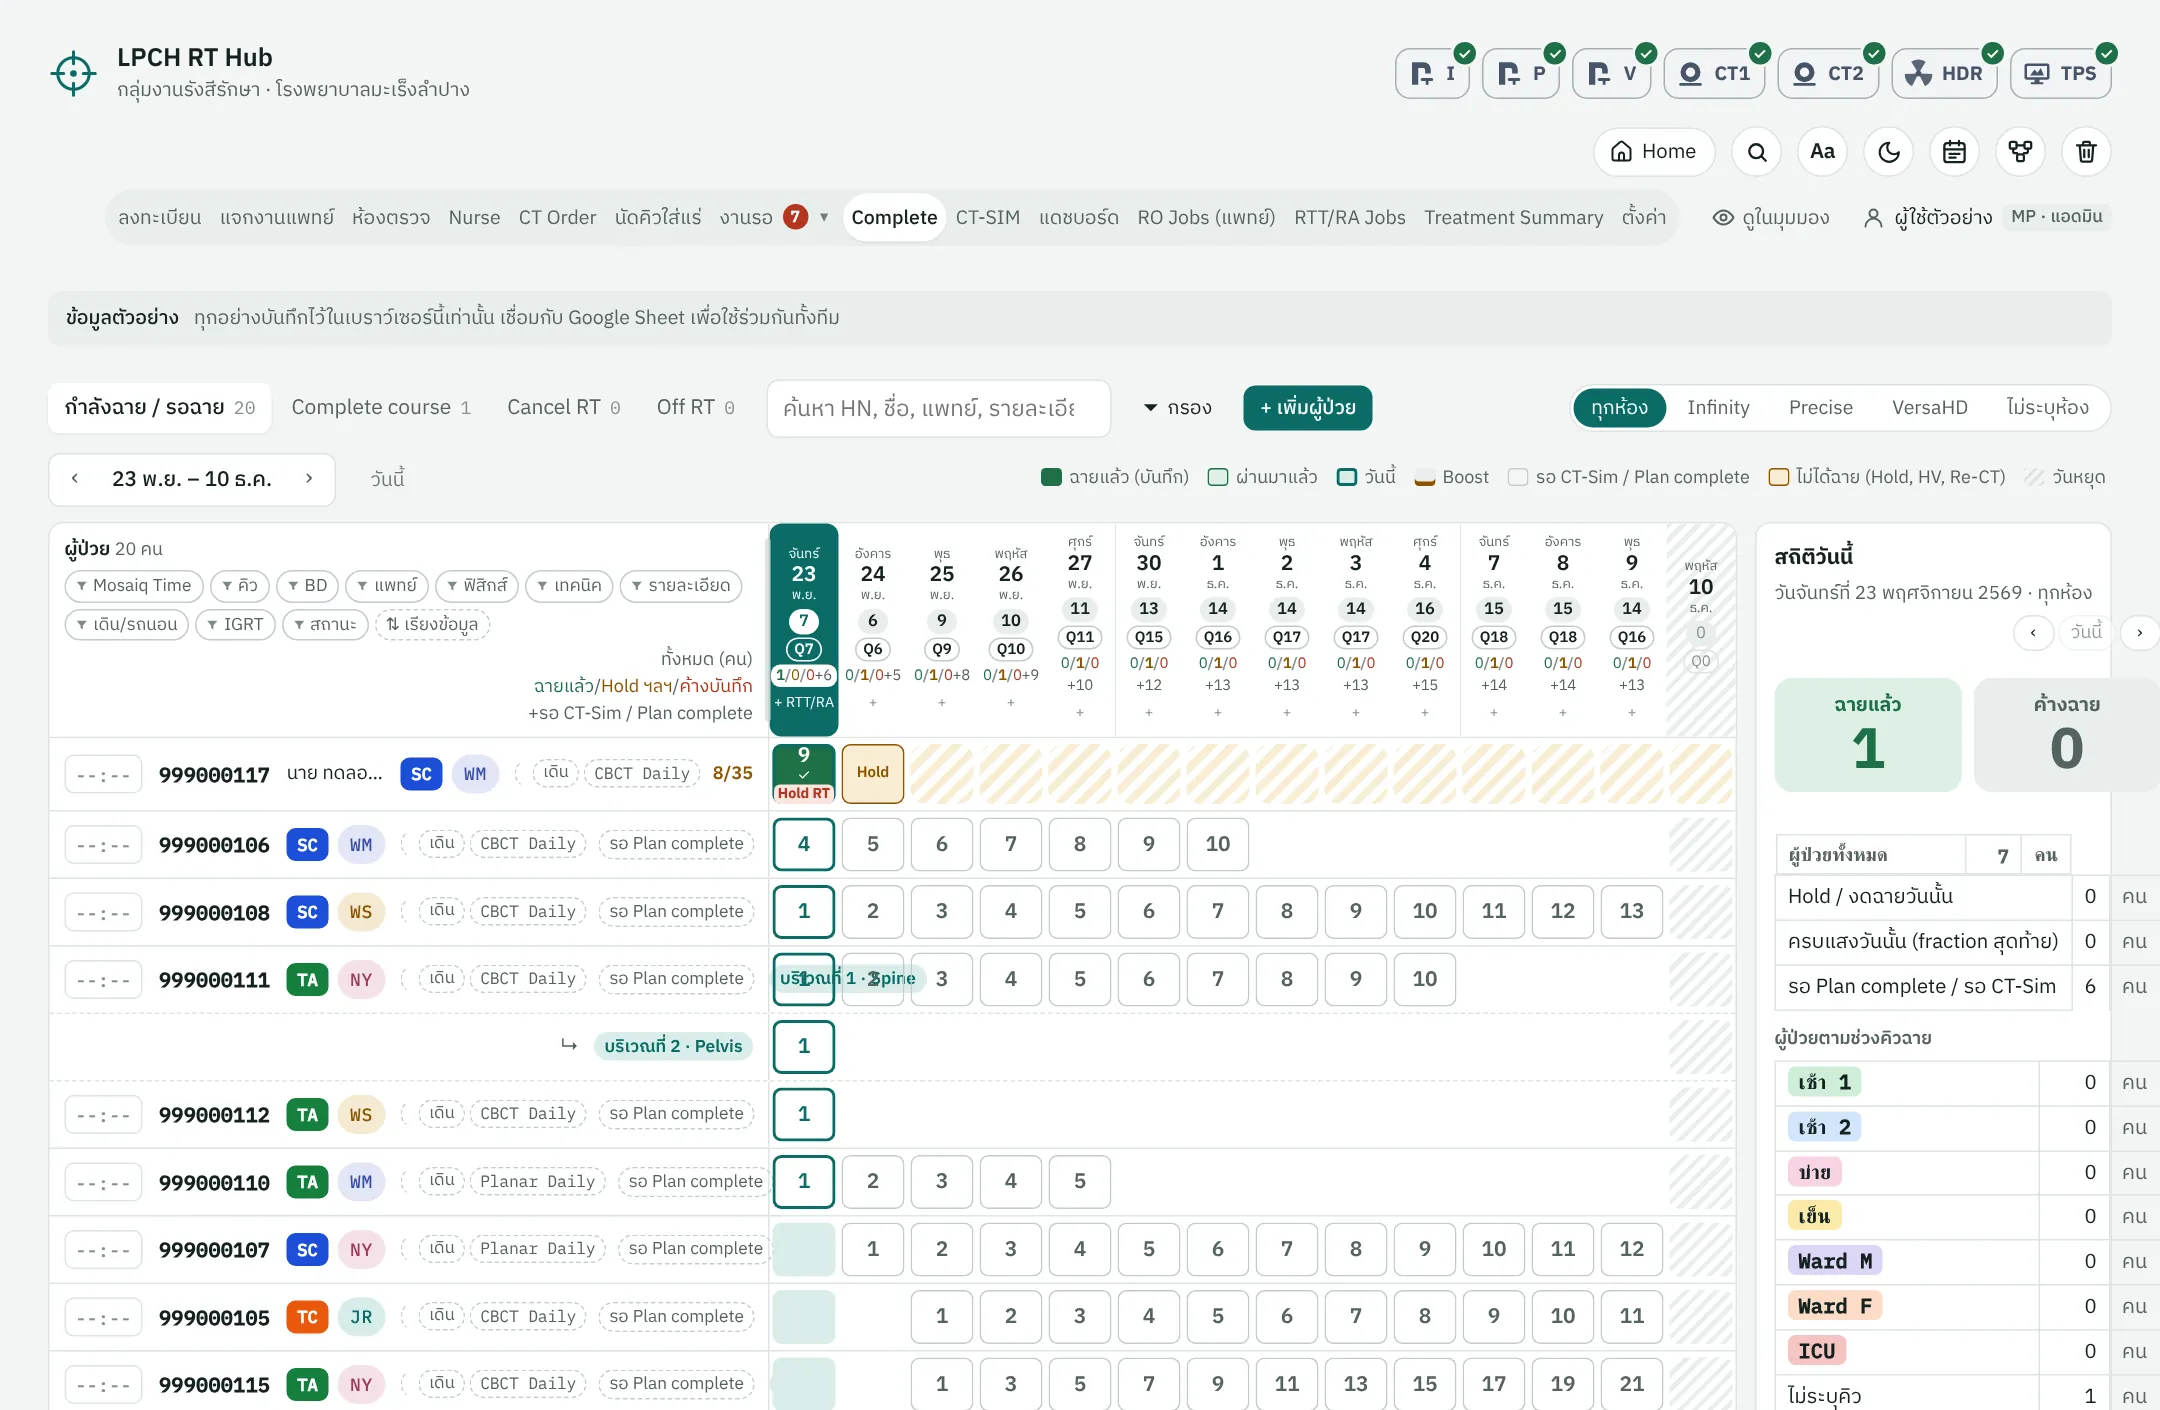 LPCH RT Hub
กลุ่มงานรังสีรักษา · โรงพยาบาลมะเร็งลำปาง
I P V CT1 CT2 HDR TPS
Home Aa
ลงทะเบียน แจกงานแพทย์ ห้องตรวจ Nurse CT Order นัดคิวใส่แร่ งานรอ 7 ▼ Complete CT-SIM แดชบอร์ด RO Jobs (แพทย์) RTT/RA Jobs Treatment Summary ตั้งค่า ดูในมุมมอง ผู้ใช้ตัวอย่าง MP · แอดมิน
ข้อมูลตัวอย่าง ทุกอย่างบันทึกไว้ในเบราว์เซอร์นี้เท่านั้น เชื่อมกับ Google Sheet เพื่อใช้ร่วมกันทั้งทีม
กำลังฉาย / รอฉาย 20 Complete course 1 Cancel RT 0 Off RT 0 ค้นหา HN, ชื่อ, แพทย์, รายละเอีย ▼ กรอง + เพิ่มผู้ป่วย ทุกห้อง Infinity Precise VersaHD ไม่ระบุห้อง
‹ 23 พ.ย. – 10 ธ.ค. › วันนี้ ฉายแล้ว (บันทึก) ผ่านมาแล้ว วันนี้ Boost รอ CT-Sim / Plan complete ไม่ได้ฉาย (Hold, HV, Re-CT) วันหยุด
ผู้ป่วย 20 คน
▼ Mosaiq Time ▼ คิว ▼ BD ▼ แพทย์ ▼ ฟิสิกส์ ▼ เทคนิค ▼ รายละเอียด
▼ เดิน/รถนอน ▼ IGRT ▼ สถานะ ⇅ เรียงข้อมูล
ทั้งหมด (คน)
ฉายแล้ว/Hold ฯลฯ/ค้างบันทึก
+รอ CT-Sim / Plan complete
จันทร์ อังคาร พุธ พฤหัส ศุกร์ จันทร์ อังคาร พุธ พฤหัส ศุกร์ จันทร์ อังคาร พุธ พฤหัส
23 24 25 26 27 30 1 2 3 4 7 8 9 10
พ.ย. พ.ย. พ.ย. พ.ย. พ.ย. พ.ย. ธ.ค. ธ.ค. ธ.ค. ธ.ค. ธ.ค. ธ.ค. ธ.ค. ธ.ค.
7 6 9 10 11 13 14 14 14 16 15 15 14 0
Q7 Q6 Q9 Q10 Q11 Q15 Q16 Q17 Q17 Q20 Q18 Q18 Q16 Q0
1/0/0+6 0/1/0+5 0/1/0+8 0/1/0+9 0/1/0 0/1/0 0/1/0 0/1/0 0/1/0 0/1/0 0/1/0 0/1/0 0/1/0
+10 +12 +13 +13 +13 +15 +14 +14 +13
+ RTT/RA + + + + + + + + + + + +
--:-- 999000117 นาย ทดลอ... SC WM เดิน CBCT Daily 8/35 9 ✓ Hold RT Hold
--:-- 999000106 SC WM เดิน CBCT Daily รอ Plan complete 4 5 6 7 8 9 10
--:-- 999000108 SC WS เดิน CBCT Daily รอ Plan complete 1 2 3 4 5 6 7 8 9 10 11 12 13
--:-- 999000111 TA NY เดิน CBCT Daily รอ Plan complete บริเวณที่ 1 · Spine 1 2 3 4 5 6 7 8 9 10
↳ บริเวณที่ 2 · Pelvis 1
--:-- 999000112 TA WS เดิน CBCT Daily รอ Plan complete 1
--:-- 999000110 TA WM เดิน Planar Daily รอ Plan complete 1 2 3 4 5
--:-- 999000107 SC NY เดิน Planar Daily รอ Plan complete 1 2 3 4 5 6 7 8 9 10 11 12
--:-- 999000105 TC JR เดิน CBCT Daily รอ Plan complete 1 2 3 4 5 6 7 8 9 10 11
--:-- 999000115 TA NY เดิน CBCT Daily รอ Plan complete 1 3 5 7 9 11 13 15 17 19 21
สถิติวันนี้
วันจันทร์ที่ 23 พฤศจิกายน 2569 · ทุกห้อง
‹ วันนี้ ›
ฉายแล้ว ค้างฉาย
1 0
ผู้ป่วยทั้งหมด 7 คน
Hold / งดฉายวันนั้น 0 คน
ครบแสงวันนั้น (fraction สุดท้าย) 0 คน
รอ Plan complete / รอ CT-Sim 6 คน
ผู้ป่วยตามช่วงคิวฉาย
เช้า 1 0 คน
เช้า 2 0 คน
บ่าย 0 คน
เย็น 0 คน
Ward M 0 คน
Ward F 0 คน
ICU 0 คน
ไม่ระบุคิว 1 คน